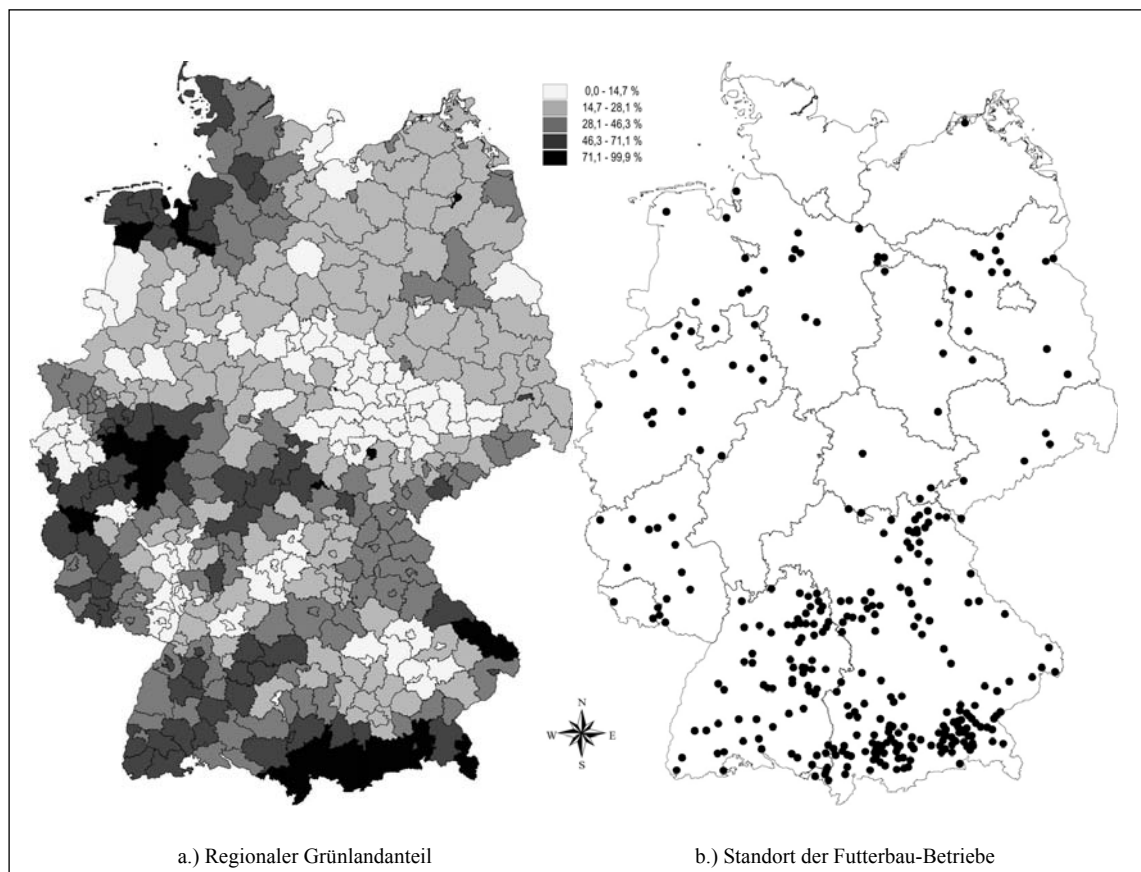 0,0 - 14,7 %
14,7 - 28,1 %
28,1 - 46,3 %
46,3 - 71,1 %
71,1 - 99,9 %
N
W E
S
a.) Regionaler Grünlandanteil
b.) Standort der Futterbau-Betriebe